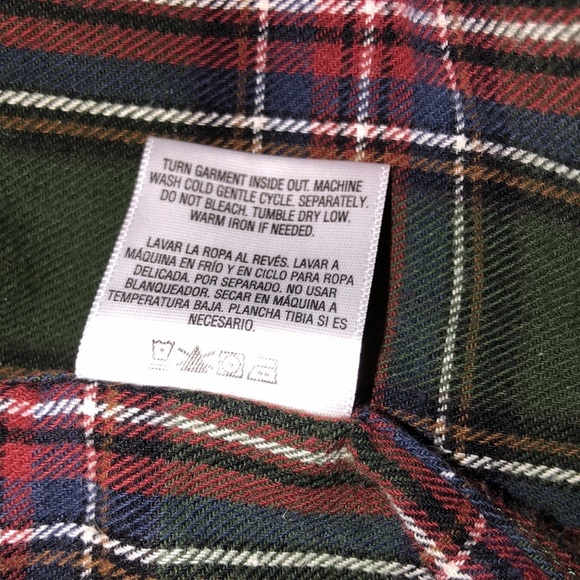 TURN GARMENT INSIDE OUT. MACHINE
WASH COLD GENTLE CYCLE. SEPARATELY.
DO NOT BLEACH. TUMBLE DRY LOW.
WARM IRON IF NEEDED.
LAVAR LA ROPA AL REVÉS. LAVAR A
MÁQUINA EN FRÍO Y EN CICLO PARA ROPA
DELICADA. POR SEPARADO. NO USAR
BLANQUEADOR. SECAR EN MÁQUINA A
TEMPERATURA BAJA. PLANCHA TIBIA SI ES
NECESARIO.